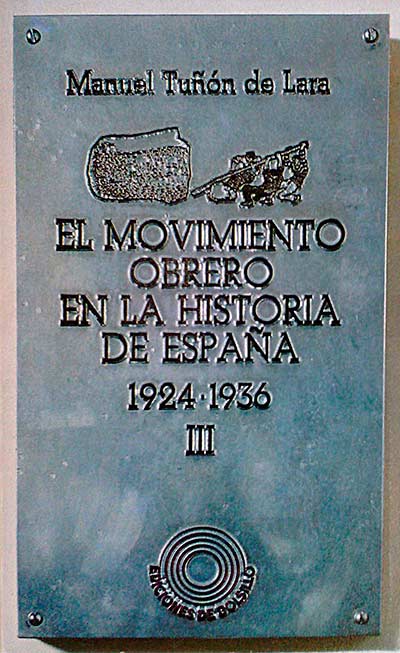 Manuel Tuñón de Lara
EL MOVIMIENTO
OBRERO
EN LA HISTORIA
DE ESPAÑA
1924·1936
III
EDICIONES DE BOLSILLO